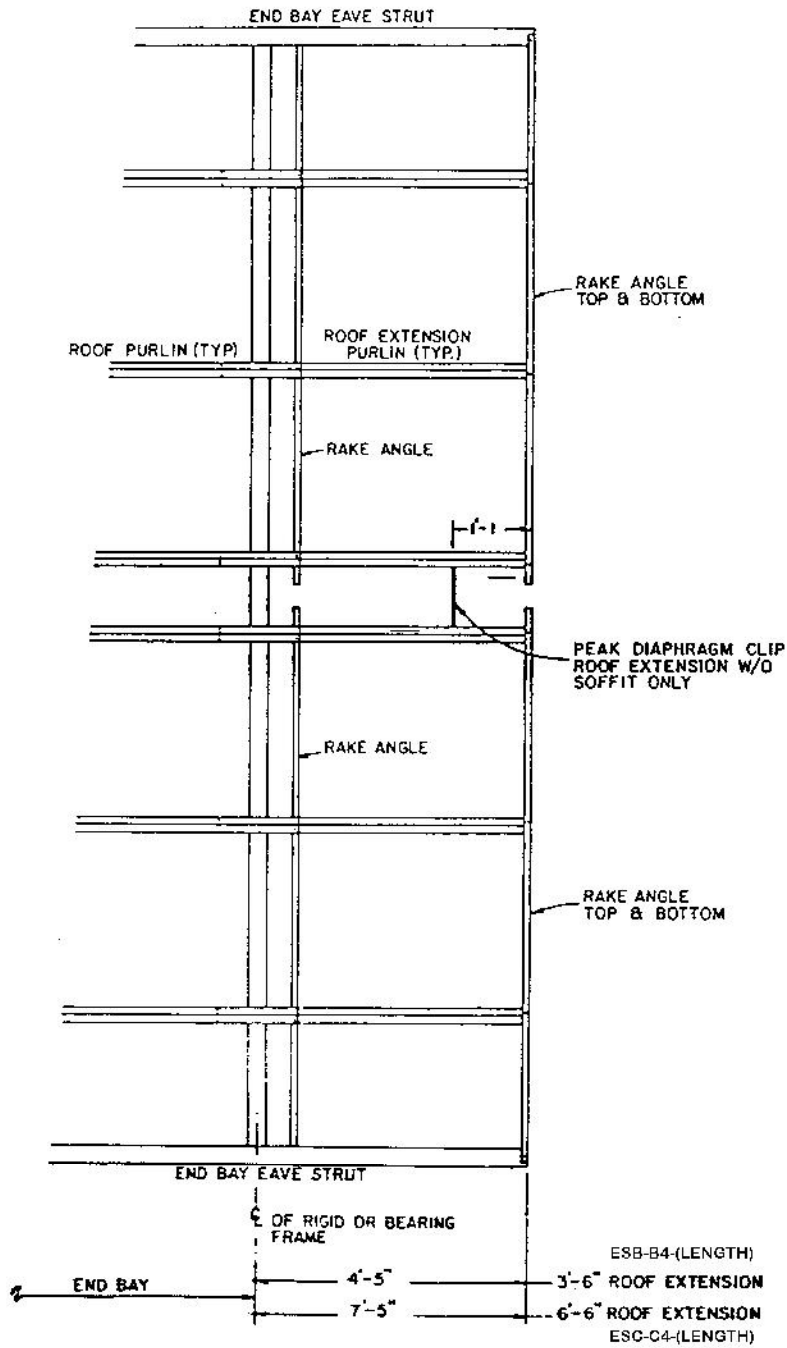 END BAY EAVE STRUT
RAKE ANGLE
TOP & BOTTOM
ROOF PURLIN (TYP)
ROOF EXTENSION
PURLIN (TYP.)
RAKE ANGLE
1'-1
PEAK DIAPHRAGM CLIP
ROOF EXTENSION W/O
SOFFIT ONLY
RAKE ANGLE
RAKE ANGLE
TOP & BOTTOM
END BAY EAVE STRUT
℄ OF RIGID OR BEARING
FRAME
ESB-B4-(LENGTH)
END BAY
4'-5"
3'-6" ROOF EXTENSION
7'-5"
6'-6" ROOF EXTENSION
ESC-C4-(LENGTH)